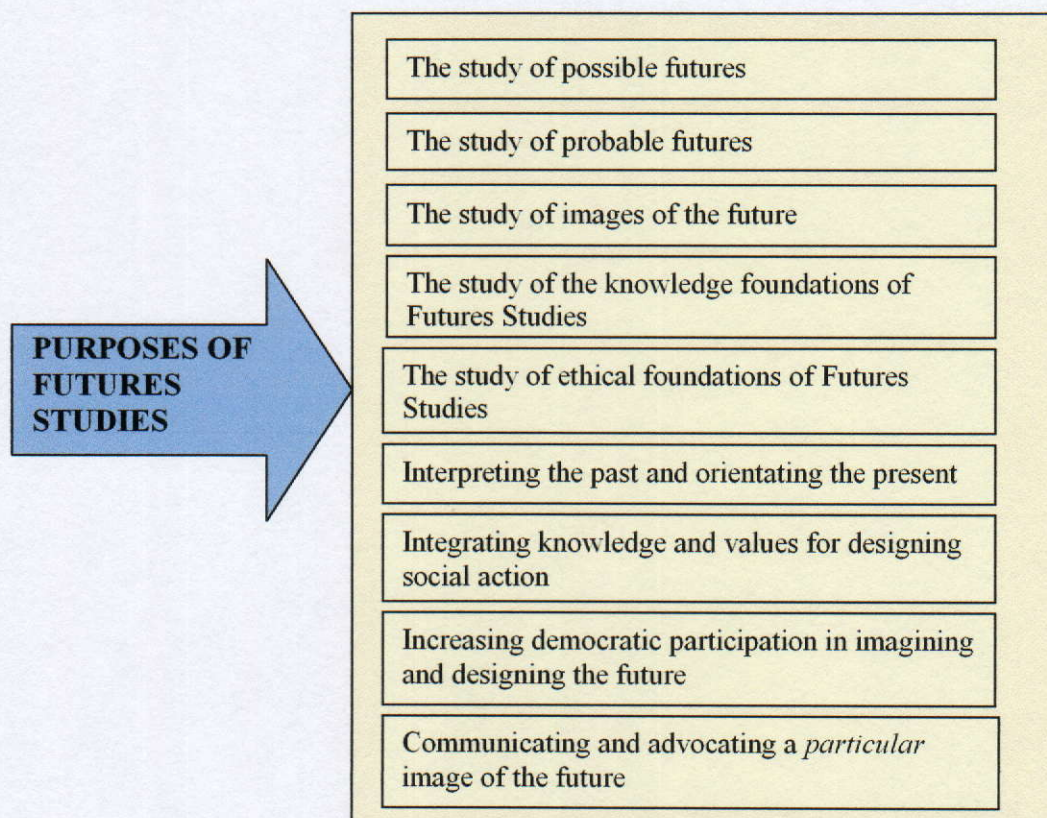 The study of possible futures
The study of probable futures
The study of images of the future
The study of the knowledge foundations of
Futures Studies
PURPOSES OF
FUTURES
STUDIES
The study of ethical foundations of Futures
Studies
Interpreting the past and orientating the present
Integrating knowledge and values for designing
social action
Increasing democratic participation in imagining
and designing the future
Communicating and advocating a particular
image of the future